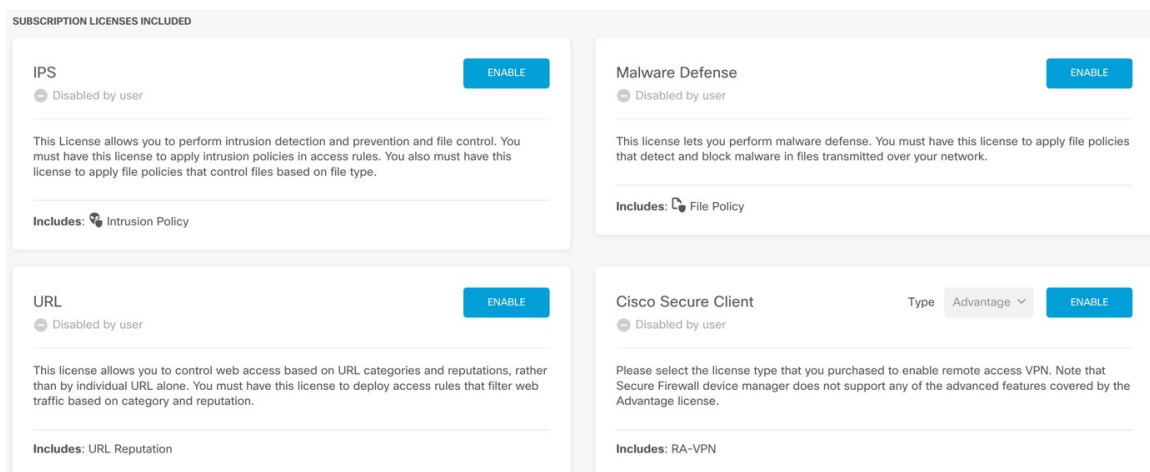 SUBSCRIPTION LICENSES INCLUDED
IPS
ENABLE
Disabled by user
This License allows you to perform intrusion detection and prevention and file control. You
must have this license to apply intrusion policies in access rules. You also must have this
license to apply file policies that control files based on file type.
Includes: Intrusion Policy
Malware Defense
ENABLE
Disabled by user
This license lets you perform malware defense. You must have this license to apply file policies
that detect and block malware in files transmitted over your network.
Includes: File Policy
URL
ENABLE
Disabled by user
This license allows you to control web access based on URL categories and reputations, rather
than by individual URL alone. You must have this license to deploy access rules that filter web
traffic based on category and reputation.
Includes: URL Reputation
Cisco Secure Client
Type Advantage
ENABLE
Disabled by user
Please select the license type that you purchased to enable remote access VPN. Note that
Secure Firewall device manager does not support any of the advanced features covered by the
Advantage license.
Includes: RA-VPN